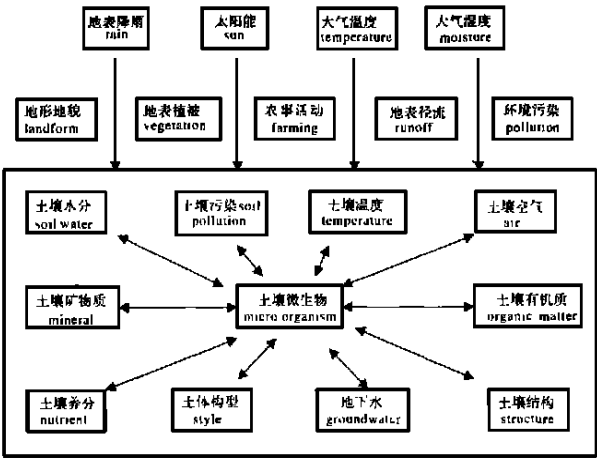 地表降雨
rain
太阳能
sun
大气温度
temperature
大气湿度
moisture
地形地貌
landform
地表植被
vegetation
农事活动
farming
地表径流
runoff
环境污染
pollution
土壤水分
soil water
土壤污染soil
pollution
土壤温度
temperature
土壤空气
air
土壤矿物质
mineral
土壤微生物
micro organism
土壤有机质
organic matter
土壤养分
nutrient
土体构型
style
地下水
groundwater
土壤结构
structure